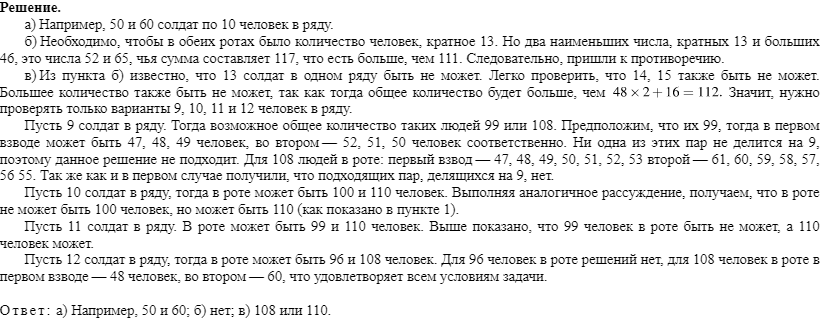 Решение.
а) Например, 50 и 60 солдат по 10 человек в ряду.
б) Необходимо, чтобы в обеих ротах было количество человек, кратное 13. Но два наименьших числа, кратных 13 и больших
46, это числа 52 и 65, чья сумма составляет 117, что есть больше, чем 111. Следовательно, пришли к противоречию.
в) Из пункта б) известно, что 13 солдат в одном ряду быть не может. Легко проверить, что 14, 15 также быть не может.
Большее количество также быть не может, так как тогда общее количество будет больше, чем 48 × 2 + 16 = 112. Значит, нужно
проверять только варианты 9, 10, 11 и 12 человек в ряду.
Пусть 9 солдат в ряду. Тогда возможное общее количество таких людей 99 или 108. Предположим, что их 99, тогда в первом
взводе может быть 47, 48, 49 человек, во втором — 52, 51, 50 человек соответственно. Ни одна из этих пар не делится на 9,
поэтому данное решение не подходит. Для 108 людей в роте: первый взвод — 47, 48, 49, 50, 51, 52, 53 второй — 61, 60, 59, 58, 57,
56 55. Так же как и в первом случае получили, что подходящих пар, делящихся на 9, нет.
Пусть 10 солдат в ряду, тогда в роте может быть 100 и 110 человек. Выполняя аналогичное рассуждение, получаем, что в роте
не может быть 100 человек, но может быть 110 (как показано в пункте 1).
Пусть 11 солдат в ряду. В роте может быть 99 и 110 человек. Выше показано, что 99 человек в роте быть не может, а 110
человек может.
Пусть 12 солдат в ряду, тогда в роте может быть 96 и 108 человек. Для 96 человек в роте решений нет, для 108 человек в роте в
первом взводе — 48 человек, во втором — 60, что удовлетворяет всем условиям задачи.
Ответ: а) Например, 50 и 60; б) нет; в) 108 или 110.